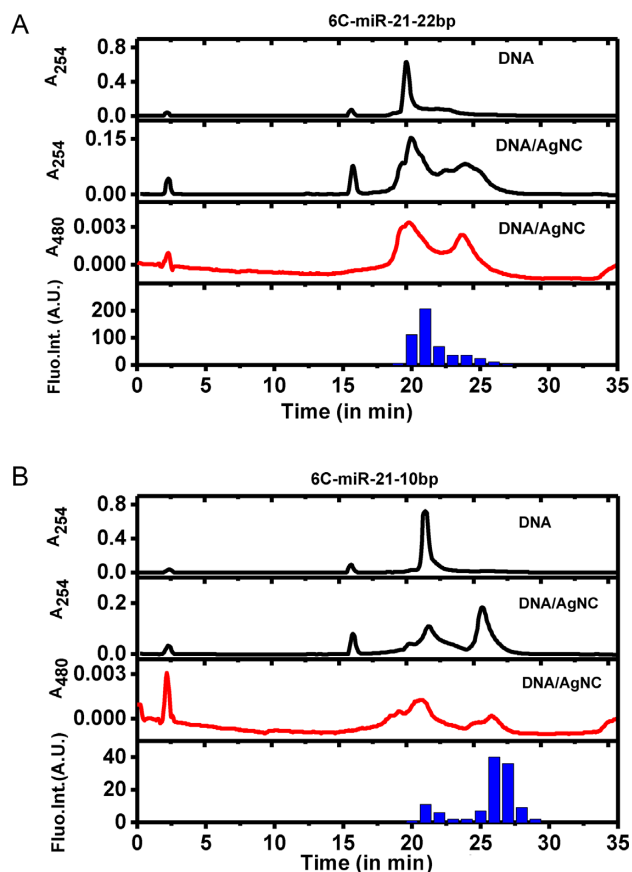 A
6C-miR-21-22bp
A254
0.8
0.4
0.0
DNA
A254
0.15
0.00
DNA/AgNC
A480
0.003
0.000
DNA/AgNC
Fluo.Int. (A.U.)
200
100
0
0 5 10 15 20 25 30 35
Time (in min)
B
6C-miR-21-10bp
A254
0.8
0.4
0.0
DNA
A254
0.2
0.0
DNA/AgNC
A480
0.003
0.000
DNA/AgNC
Fluo.Int.(A.U.)
40
20
0
0 5 10 15 20 25 30 35
Time (in min)